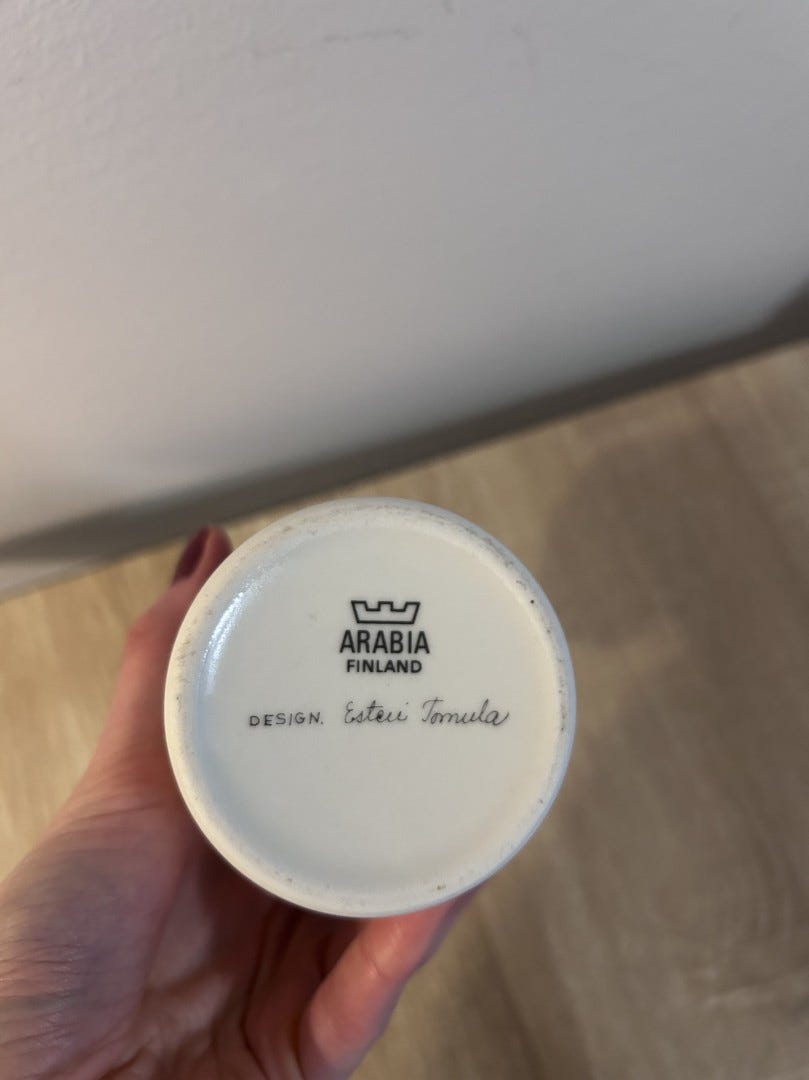 ARABIA
FINLAND
DESIGN. Esteri Tomula